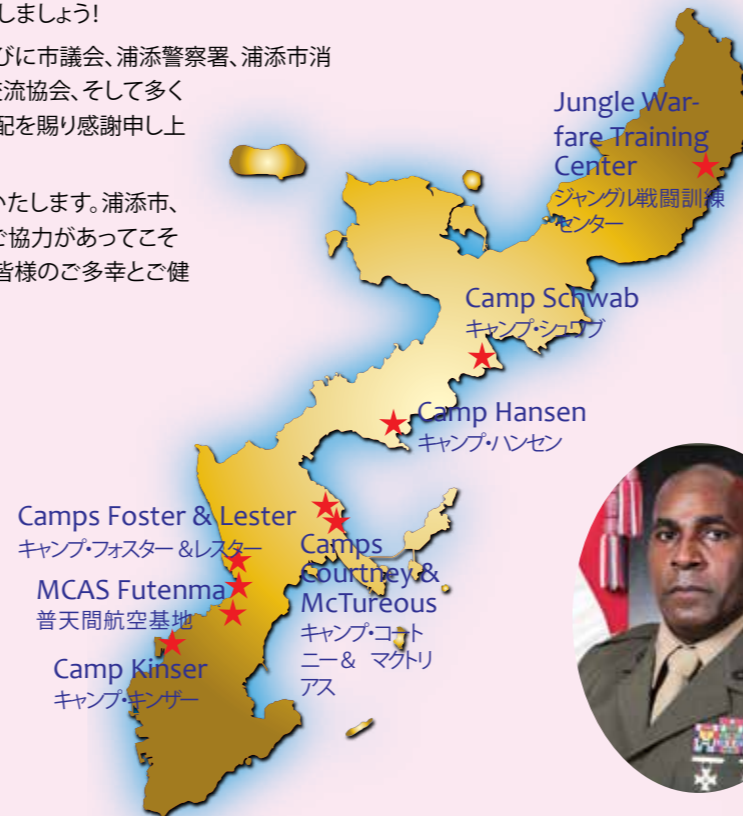 しましょう!
びに市議会、浦添警察署、浦添市消
流協会、そして多く
配を賜り感謝申し上
いたします。浦添市、
ご協力があってこそ
皆様のご多幸とご健
Jungle War-
fare Training
Center
ジャングル戦闘訓練
センター
Camp Schwab
キャンプ・シュワブ
Camp Hansen
キャンプ・ハンセン
Camps Foster & Lester
キャンプ・フォスター &レスター
Camps
Courtney &
McTureous
キャンプ・コート
ニー& マクトリ
アス
MCAS Futenma
普天間航空基地
Camp Kinser
キャンプ・キンザー